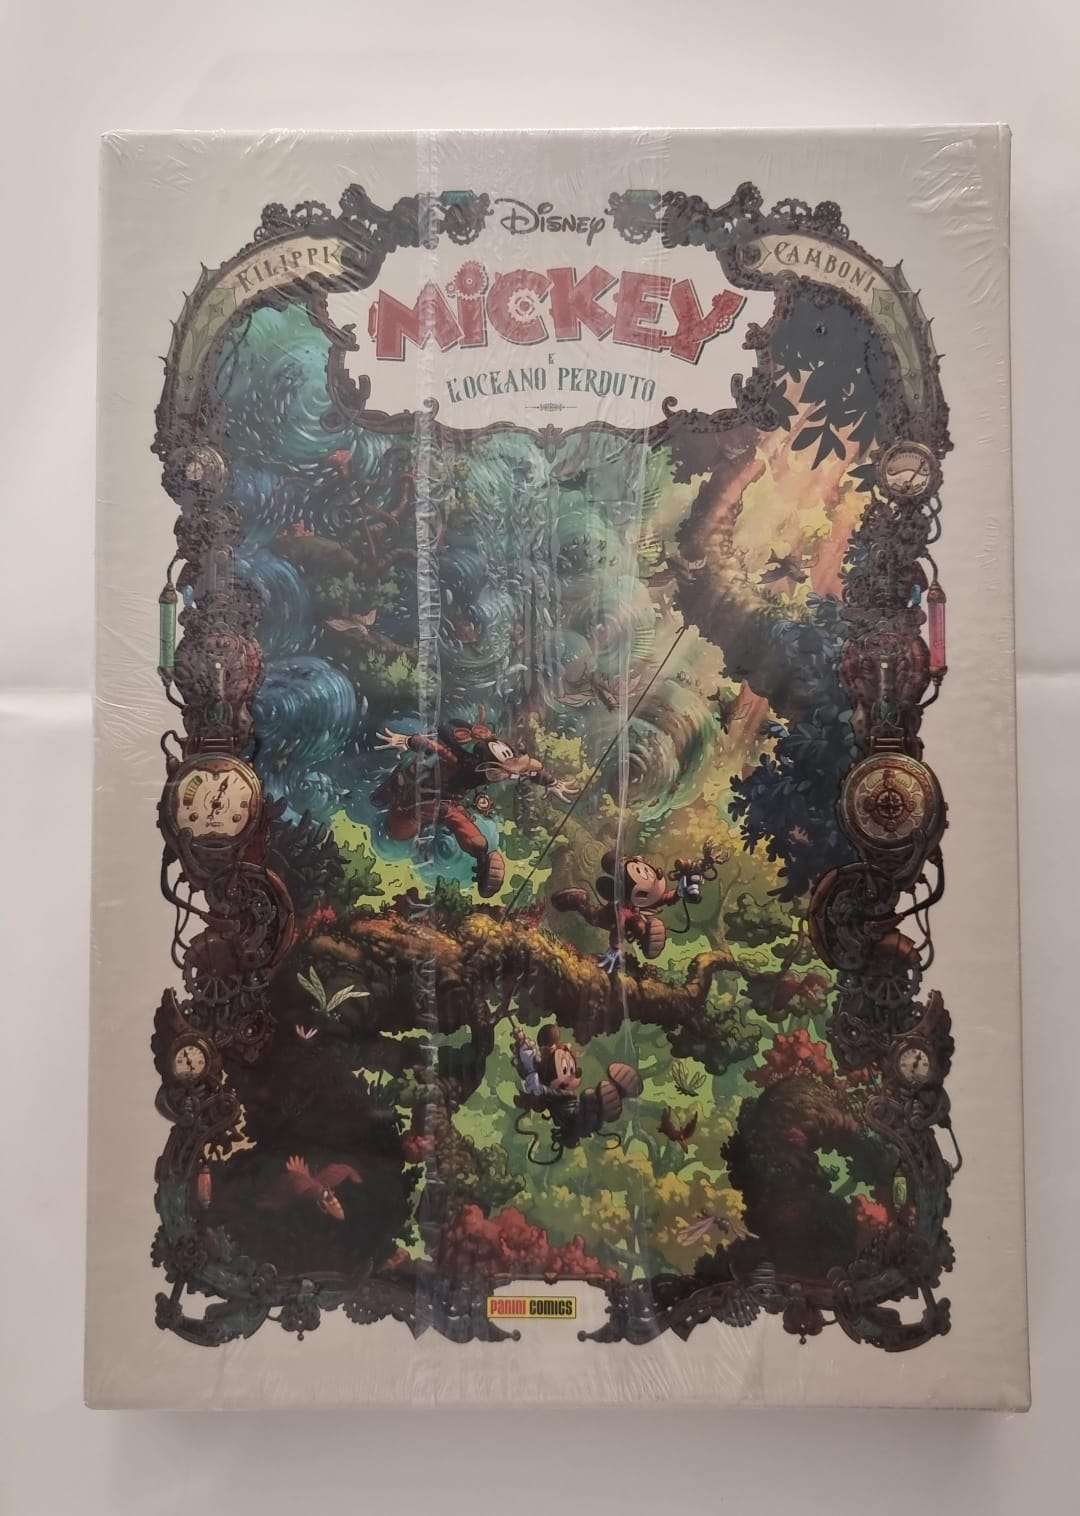 Disney
FILIPPI
CAMBONI
MICKEY
E
L'OCEANO PERDUTO
PANINI COMICS